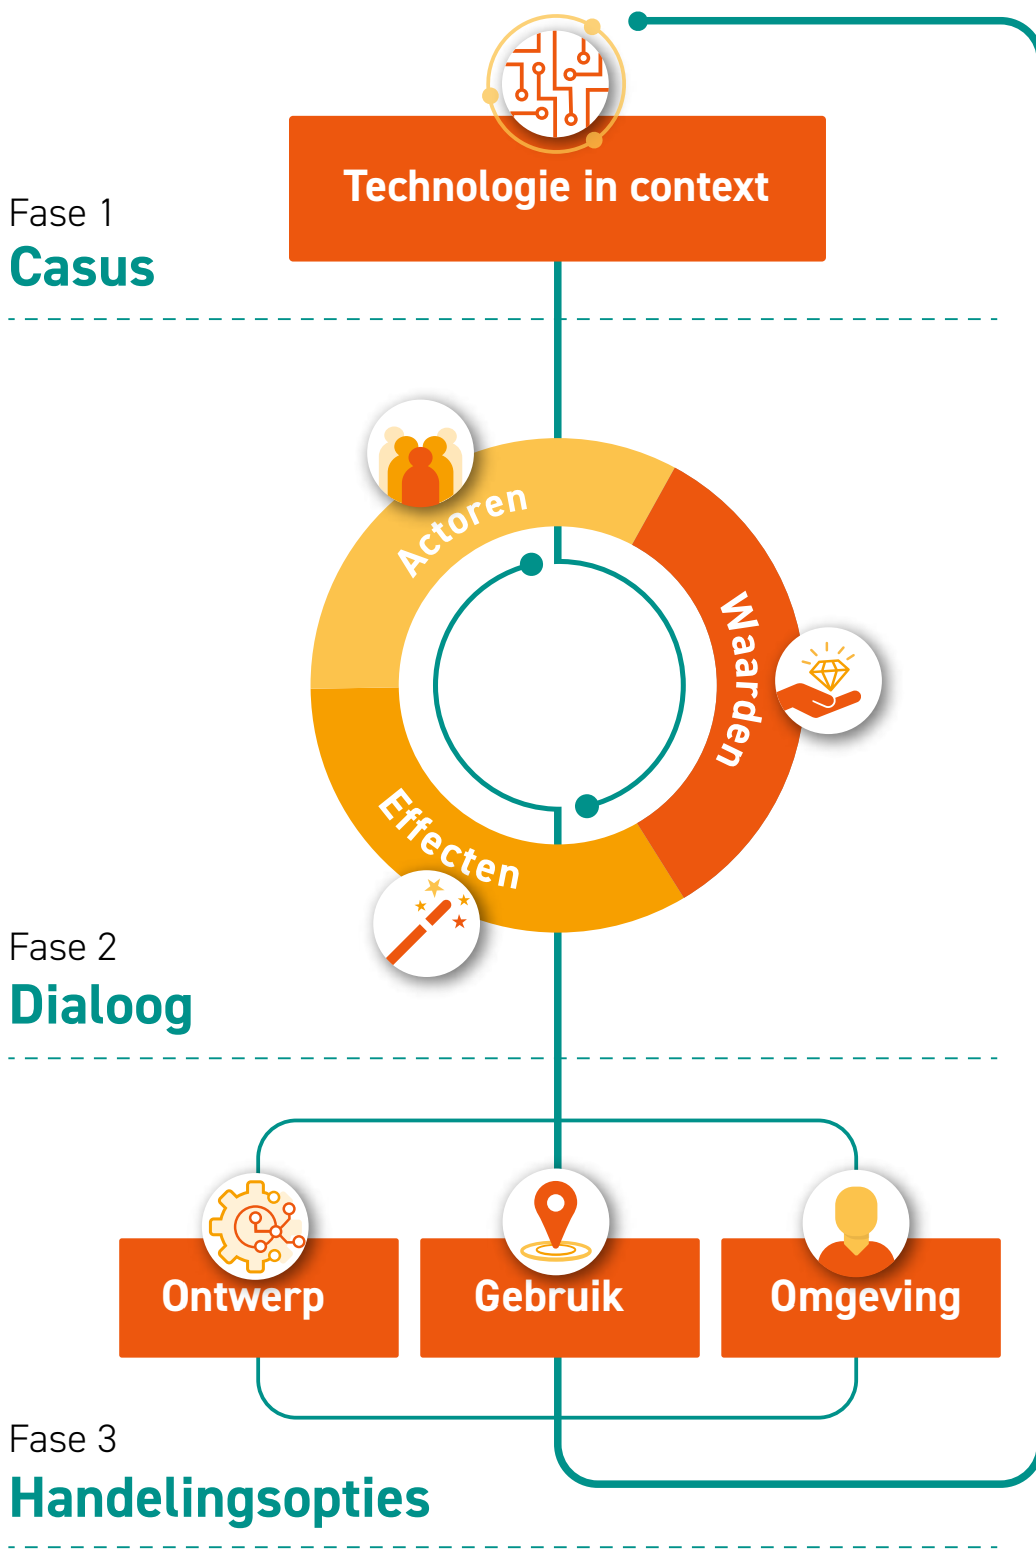 Technologie in context
Fase 1
Casus
Actoren
Waarden
Effecten
Fase 2
Dialoog
Ontwerp
Gebruik
Omgeving
Fase 3
Handelingsopties